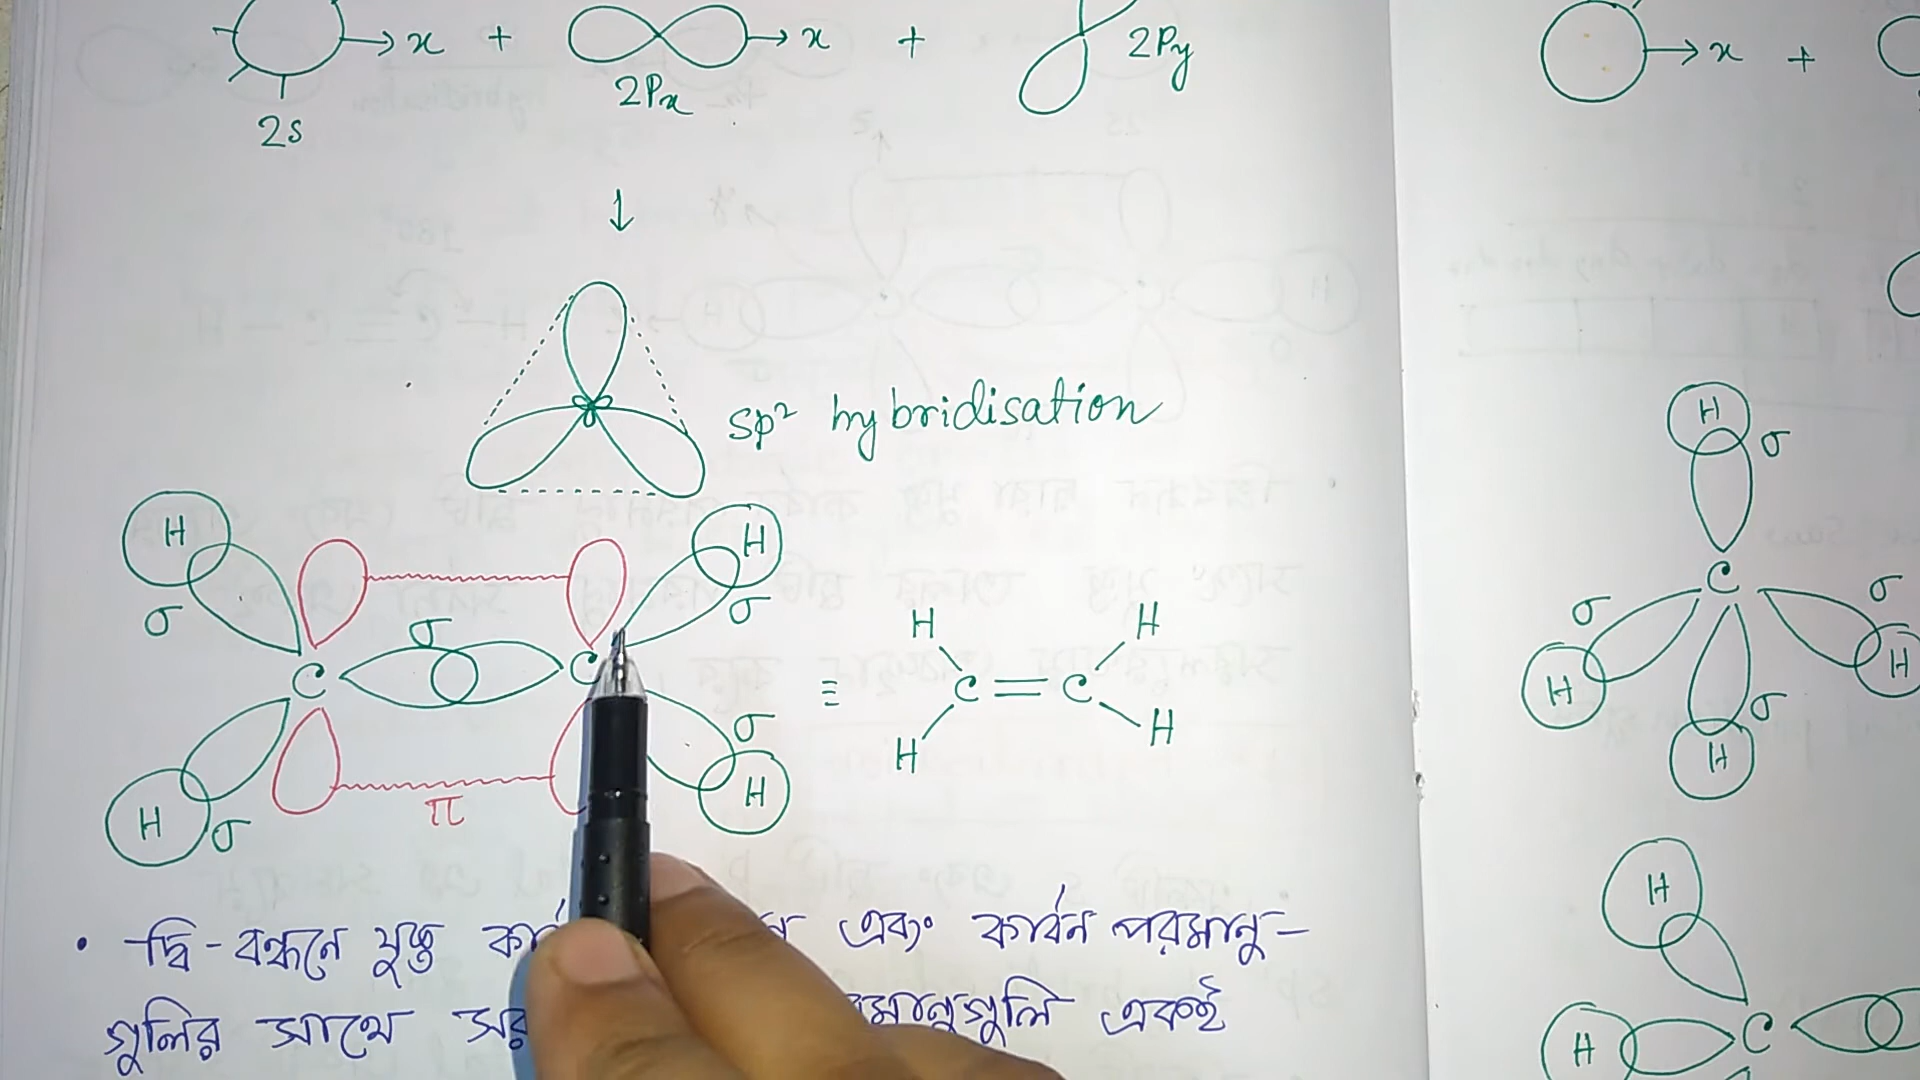 → x + → x + 2Py → x +
2s 2Px
↓
sp² hybridisation
H H
σ σ σ
C C
σ π σ
H H
≡
H H
C = C
H H
H σ
C
σ σ
H H
σ
H
H
H C
• দ্বি-বন্ধনে যুক্ত এবং কার্বন পরমানু-
গুলির সাথে একই